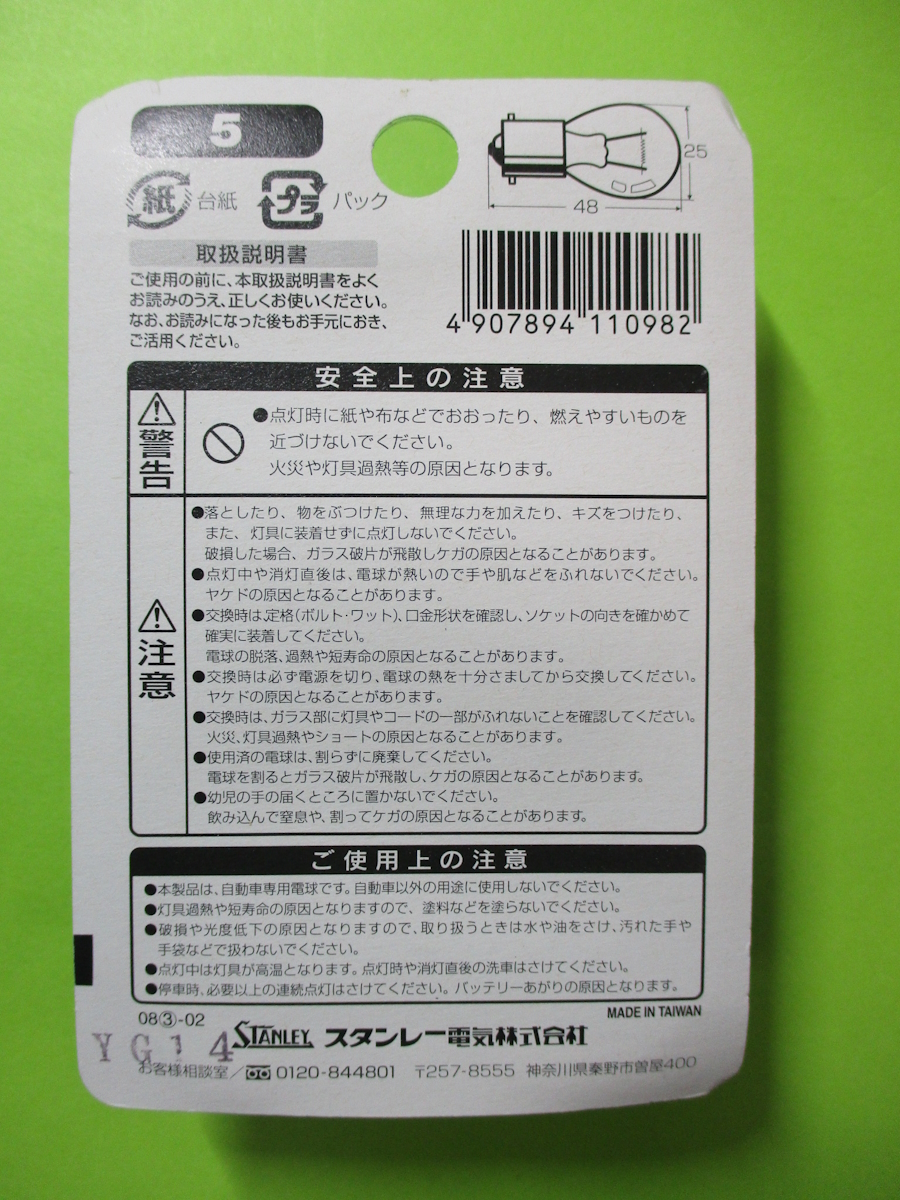 5
紙 台紙 プラ パック
25
48
取扱説明書
ご使用の前に、本取扱説明書をよく
お読みのうえ、正しくお使いください。
なお、お読みになった後もお手元におき、
ご活用ください。
4 907894 110982
安全上の注意
警告
●点灯時に紙や布などでおおったり、燃えやすいものを
近づけないでください。
火災や灯具過熱等の原因となります。
注意
●落としたり、物をぶつけたり、無理な力を加えたり、キズをつけたり、
また、灯具に装着せずに点灯しないでください。
破損した場合、ガラス破片が飛散しケガの原因となることがあります。
●点灯中や消灯直後は、電球が熱いので手や肌などをふれないでください。
ヤケドの原因となることがあります。
●交換時は、定格(ボルト・ワット)、口金形状を確認し、ソケットの向きを確かめて
確実に装着してください。
電球の脱落、過熱や短寿命の原因となることがあります。
●交換時は必ず電源を切り、電球の熱を十分さましてから交換してください。
ヤケドの原因となることがあります。
●交換時は、ガラス部に灯具やコードの一部がふれないことを確認してください。
火災、灯具過熱やショートの原因となることがあります。
●使用済の電球は、割らずに廃棄してください。
電球を割るとガラス破片が飛散し、ケガの原因となることがあります。
●幼児の手の届くところに置かないでください。
飲み込んで窒息や、割ってケガの原因となることがあります。
ご使用上の注意
●本製品は、自動車専用電球です。自動車以外の用途に使用しないでください。
●灯具過熱や短寿命の原因となりますので、塗料などを塗らないでください。
●破損や光度低下の原因となりますので、取り扱うときは水や油をさけ、汚れた手や
手袋などで扱わないでください。
●点灯中は灯具が高温となります。点灯時や消灯直後の洗車はさけてください。
●停車時、必要以上の連続点灯はさけてください。バッテリーあがりの原因となります。
08③-02
MADE IN TAIWAN
YG14
STANLEY スタンレー電気株式会社
お客様相談室/0120-844801 〒257-8555 神奈川県秦野市曽屋400